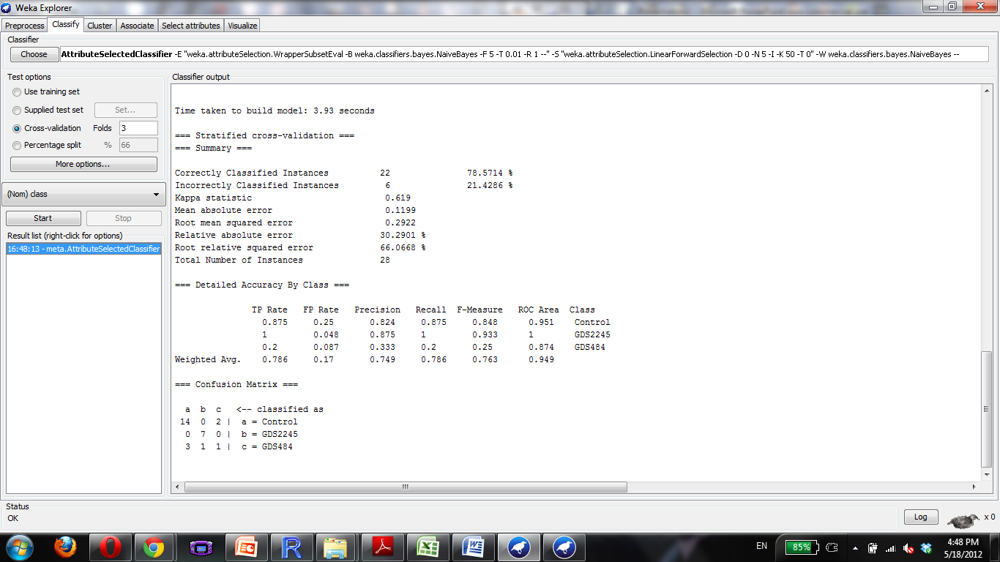 Weka Explorer
Preprocess Classify Cluster Associate Select attributes Visualize
Classifier
Choose AttributeSelectedClassifier -E "weka.attributeSelection.WrapperSubsetEval -B weka.classifiers.bayes.NaiveBayes -F 5 -T 0.01 -R 1 --" -S "weka.attributeSelection.LinearForwardSelection -D 0 -N 5 -I -K 50 -T 0" -W weka.classifiers.bayes.NaiveBayes --
Test options
Use training set
Supplied test set Set...
Cross-validation Folds 3
Percentage split % 66
More options...
(Nom) class
Start Stop
Result list (right-click for options)
16:48:13 - meta.AttributeSelectedClassifier
Classifier output
Time taken to build model: 3.93 seconds
=== Stratified cross-validation ===
=== Summary ===
Correctly Classified Instances 22 78.5714 %
Incorrectly Classified Instances 6 21.4286 %
Kappa statistic 0.619
Mean absolute error 0.1199
Root mean squared error 0.2922
Relative absolute error 30.2901 %
Root relative squared error 66.0668 %
Total Number of Instances 28
=== Detailed Accuracy By Class ===
TP Rate FP Rate Precision Recall F-Measure ROC Area Class
0.875 0.25 0.824 0.875 0.848 0.951 Control
1 0.048 0.875 1 0.933 1 GDS2245
0.2 0.087 0.333 0.2 0.25 0.874 GDS484
Weighted Avg. 0.786 0.17 0.749 0.786 0.763 0.949
=== Confusion Matrix ===
a b c <-- classified as
14 0 2 | a = Control
0 7 0 | b = GDS2245
3 1 1 | c = GDS484
Status
OK
Log x 0
EN 85% 4:48 PM
5/18/2012